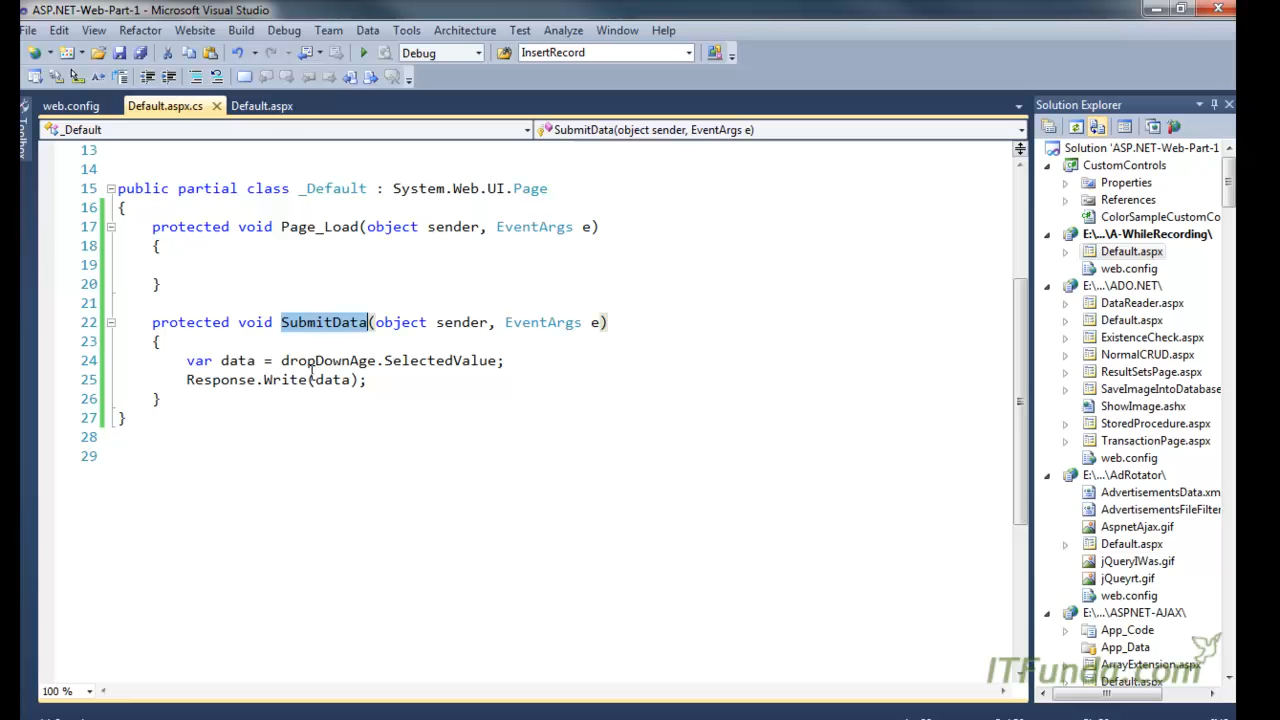 ASP.NET-Web-Part-1 - Microsoft Visual Studio
File Edit View Refactor Website Build Debug Team Data Tools Architecture Test Analyze Window Help
Debug InsertRecord
web.config Default.aspx.cs Default.aspx
_Default SubmitData(object sender, EventArgs e)
13
14
15 public partial class _Default : System.Web.UI.Page
16 {
17 protected void Page_Load(object sender, EventArgs e)
18 {
19
20 }
21
22 protected void SubmitData(object sender, EventArgs e)
23 {
24 var data = dropDownAge.SelectedValue;
25 Response.Write(data);
26 }
27 }
28
29
100 %
Toolbox
Solution Explorer
Solution 'ASP.NET-Web-Part-1
CustomControls
Properties
References
ColorSampleCustomCo
E:\...\A-WhileRecording\
Default.aspx
web.config
E:\...\ADO.NET\
DataReader.aspx
Default.aspx
ExistenceCheck.aspx
NormalCRUD.aspx
ResultSetsPage.aspx
SaveImageIntoDatabase
ShowImage.ashx
StoredProcedure.aspx
TransactionPage.aspx
web.config
E:\...\AdRotator\
AdvertisementsData.xm
AdvertisementsFileFilter
AspnetAjax.gif
Default.aspx
jQueryIWas.gif
jQueyrt.gif
web.config
E:\...\ASPNET-AJAX\
App_Code
App_Data
ArrayExtension.aspx
Default.aspx
ITFunda.com